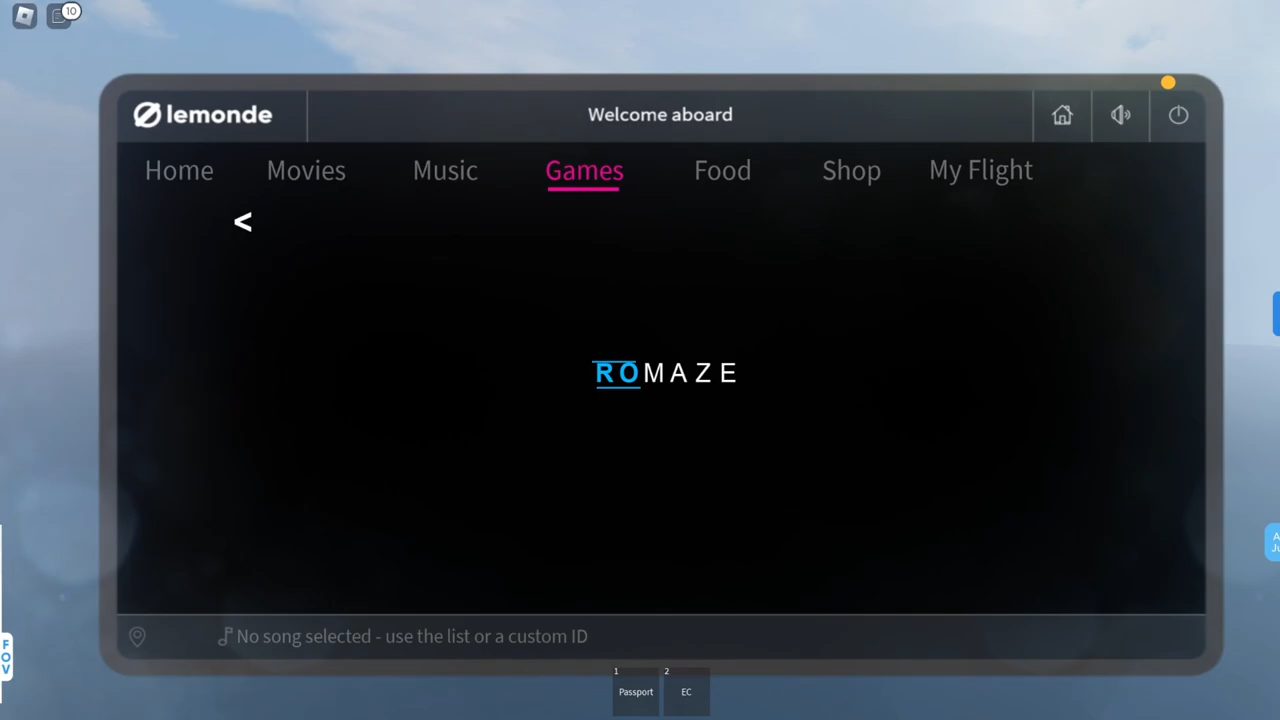 10
lemonde
Welcome aboard
Home Movies Music Games Food Shop My Flight
<
ROMAZE
No song selected - use the list or a custom ID
FOV
1 Passport
2 EC